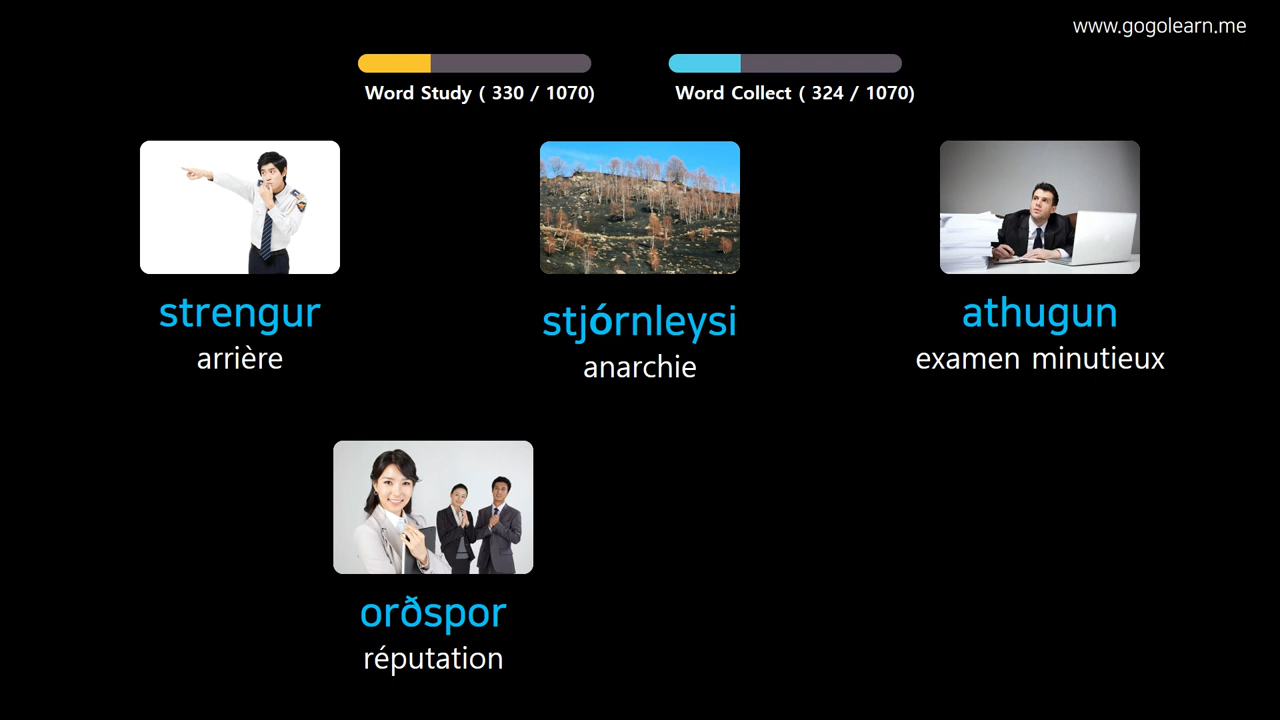 www.gogolearn.me
Word Study ( 330 / 1070)
Word Collect ( 324 / 1070)
strengur
arrière
stjórnleysi
anarchie
athugun
examen minutieux
orðspor
réputation